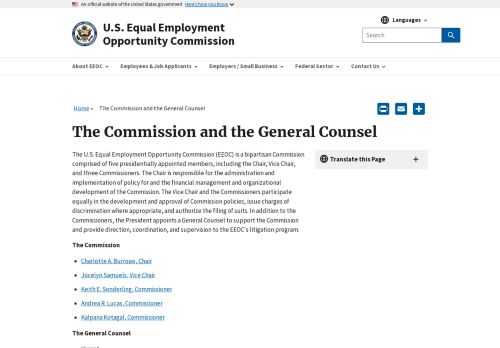 An official website of the United States government Here's how you know
Languages
U.S. Equal Employment
Opportunity Commission
Search
About EEOC
Employees & Job Applicants
Employers / Small Business
Federal Sector
Contact Us
Home » The Commission and the General Counsel
The Commission and the General Counsel
The U.S. Equal Employment Opportunity Commission (EEOC) is a bipartisan Commission
comprised of five presidentially appointed members, including the Chair, Vice Chair,
and three Commissioners. The Chair is responsible for the administration and
implementation of policy for and the financial management and organizational
development of the Commission. The Vice Chair and the Commissioners participate
equally in the development and approval of Commission policies, issue charges of
discrimination where appropriate, and authorize the filing of suits. In addition to the
Commissioners, the President appoints a General Counsel to support the Commission
and provide direction, coordination, and supervision to the EEOC's litigation program.
Translate this Page
The Commission
Charlotte A. Burrows, Chair
Jocelyn Samuels, Vice Chair
Keith E. Sonderling, Commissioner
Andrea R. Lucas, Commissioner
Kalpana Kotagal, Commissioner
The General Counsel